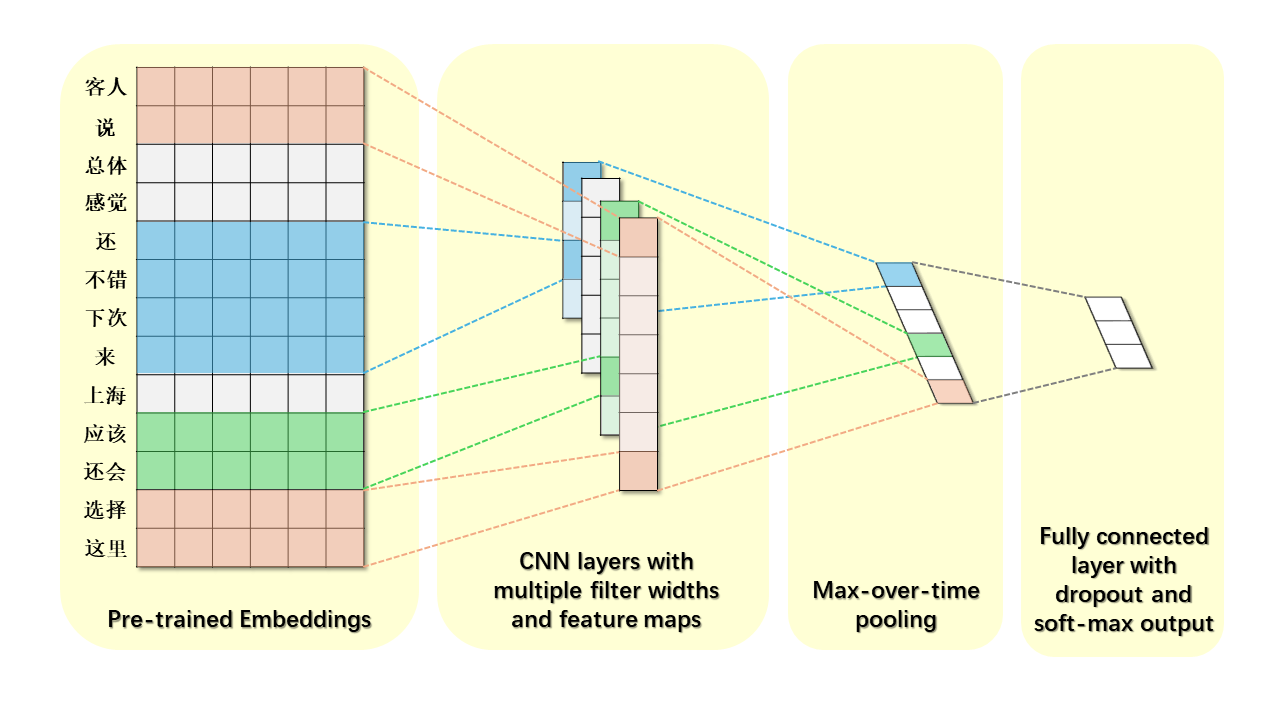 客人
说
总体
感觉
还
不错
下次
来
上海
应该
还会
选择
这里
Pre-trained Embeddings
CNN layers with
multiple filter widths
and feature maps
Max-over-time
pooling
Fully connected
layer with
dropout and
soft-max output